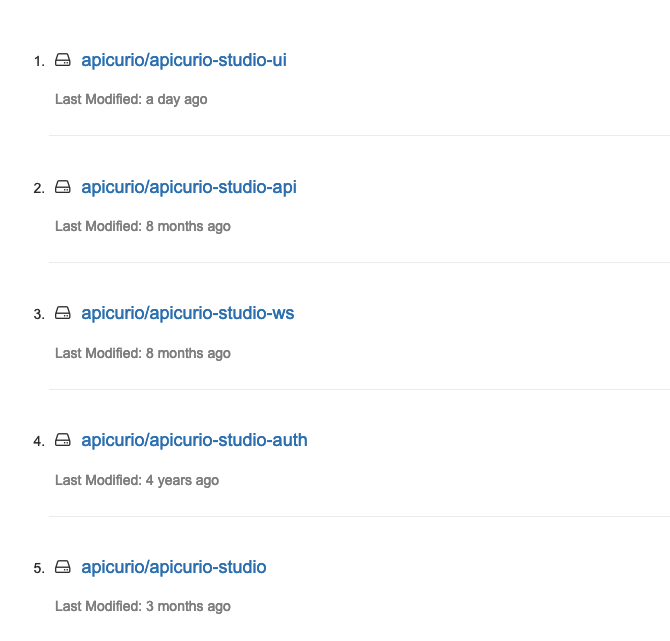 1. apicurio/apicurio-studio-ui
Last Modified: a day ago
2. apicurio/apicurio-studio-api
Last Modified: 8 months ago
3. apicurio/apicurio-studio-ws
Last Modified: 8 months ago
4. apicurio/apicurio-studio-auth
Last Modified: 4 years ago
5. apicurio/apicurio-studio
Last Modified: 3 months ago